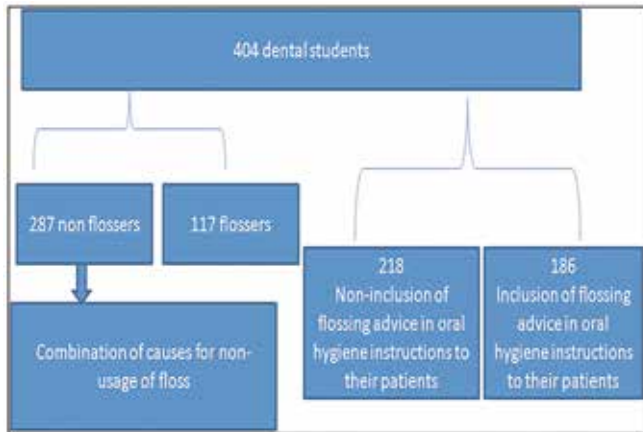 404 dental students
287 non flossers
117 flossers
218
Non-inclusion of
flossing advice in oral
hygiene instructions to
their patients
186
Inclusion of flossing
advice in oral
hygiene instructions
to their patients
Combination of causes for non-
usage of floss